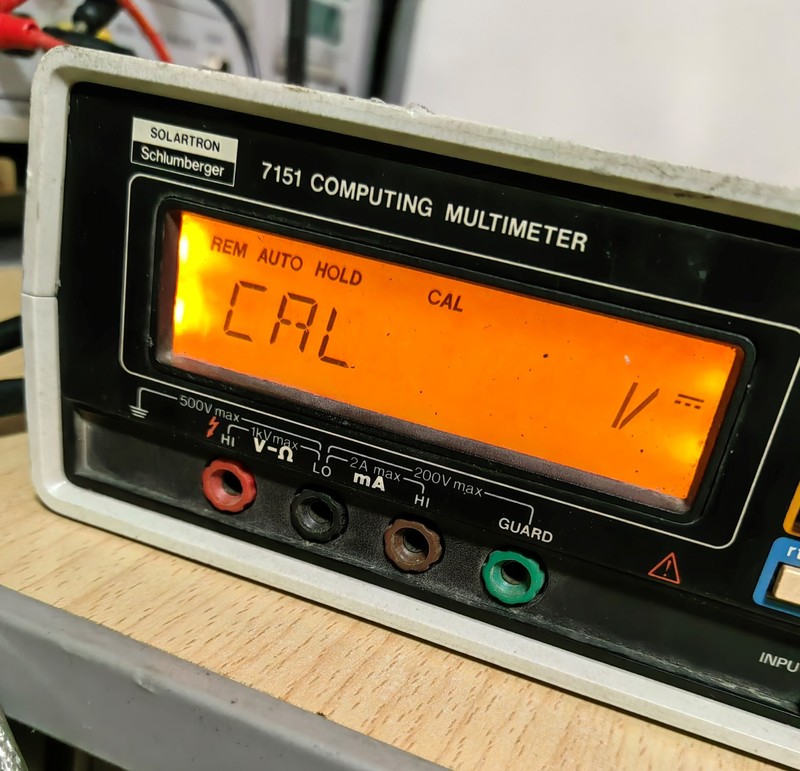 SOLARTRON
Schlumberger
7151 COMPUTING MULTIMETER
REM AUTO HOLD CAL
CAL V
500V max
1kV max
HI V-Ω LO
2A max 200V max
mA HI
GUARD
INPU